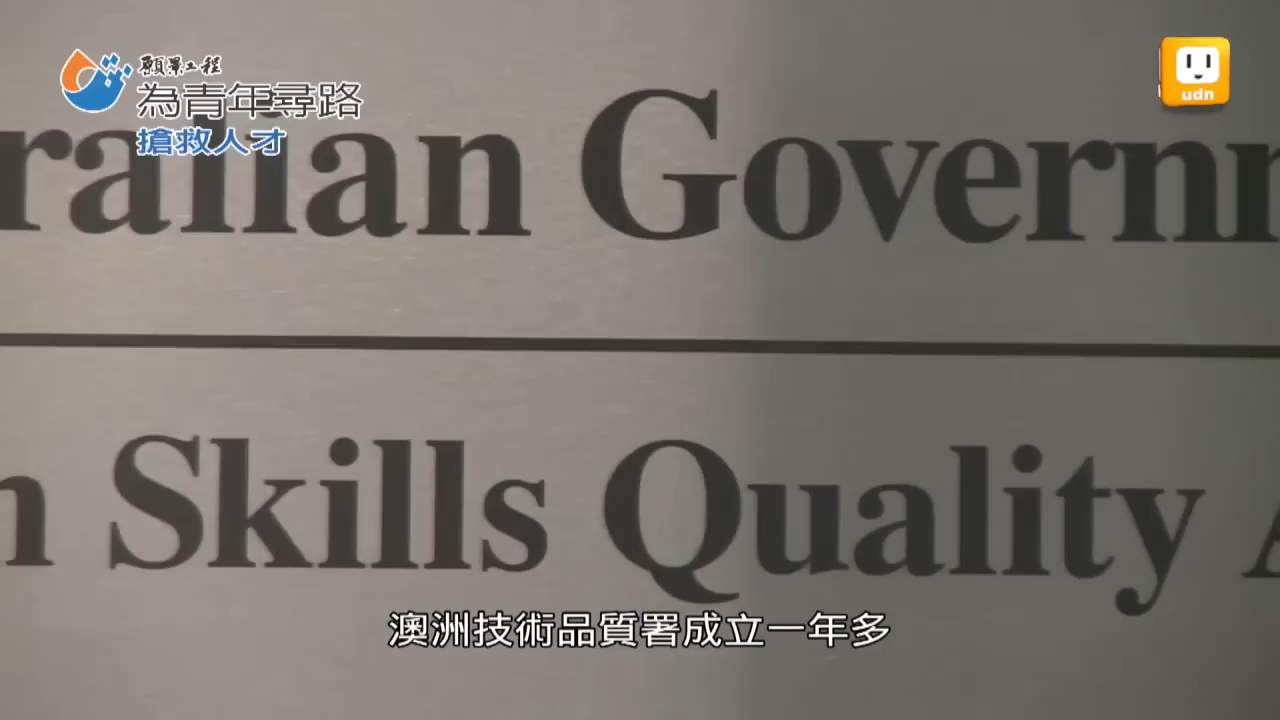 願景工程
為青年尋路
搶救人才
udn
ralian Governm
n Skills Quality A
澳洲技術品質署成立一年多